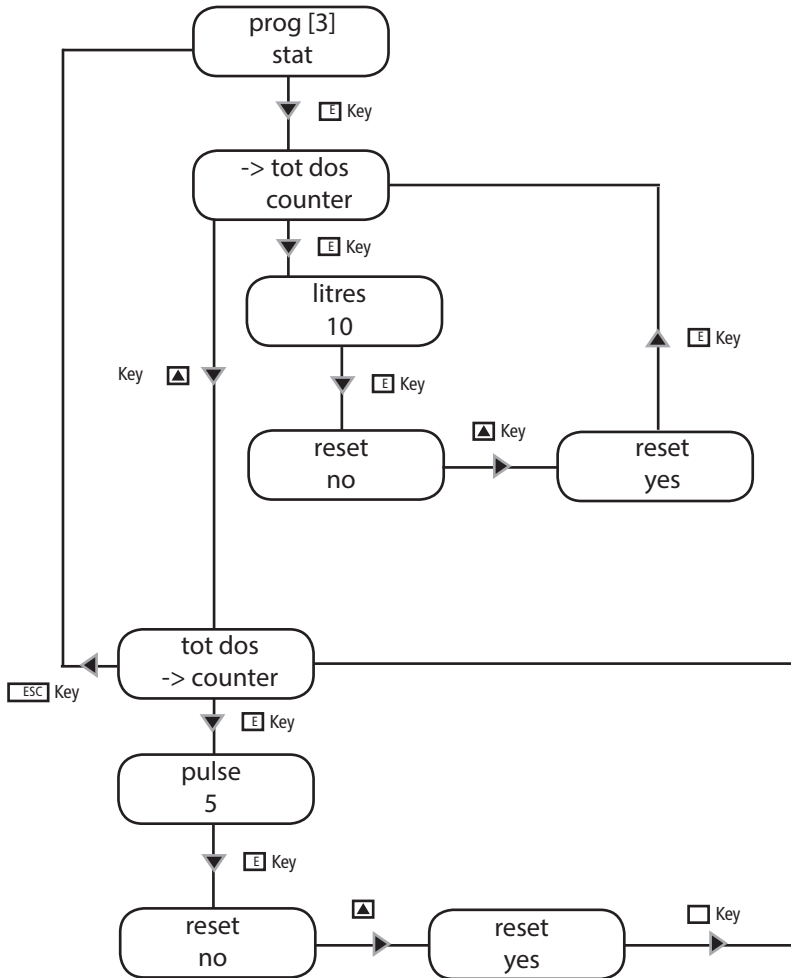 prog [3]
stat
E Key
-> tot dos
counter
E Key
litres
10
E Key
Key
E Key
Key
reset
no
reset
yes
tot dos
-> counter
ESC Key
E Key
pulse
5
E Key
reset
no
reset
yes
Key